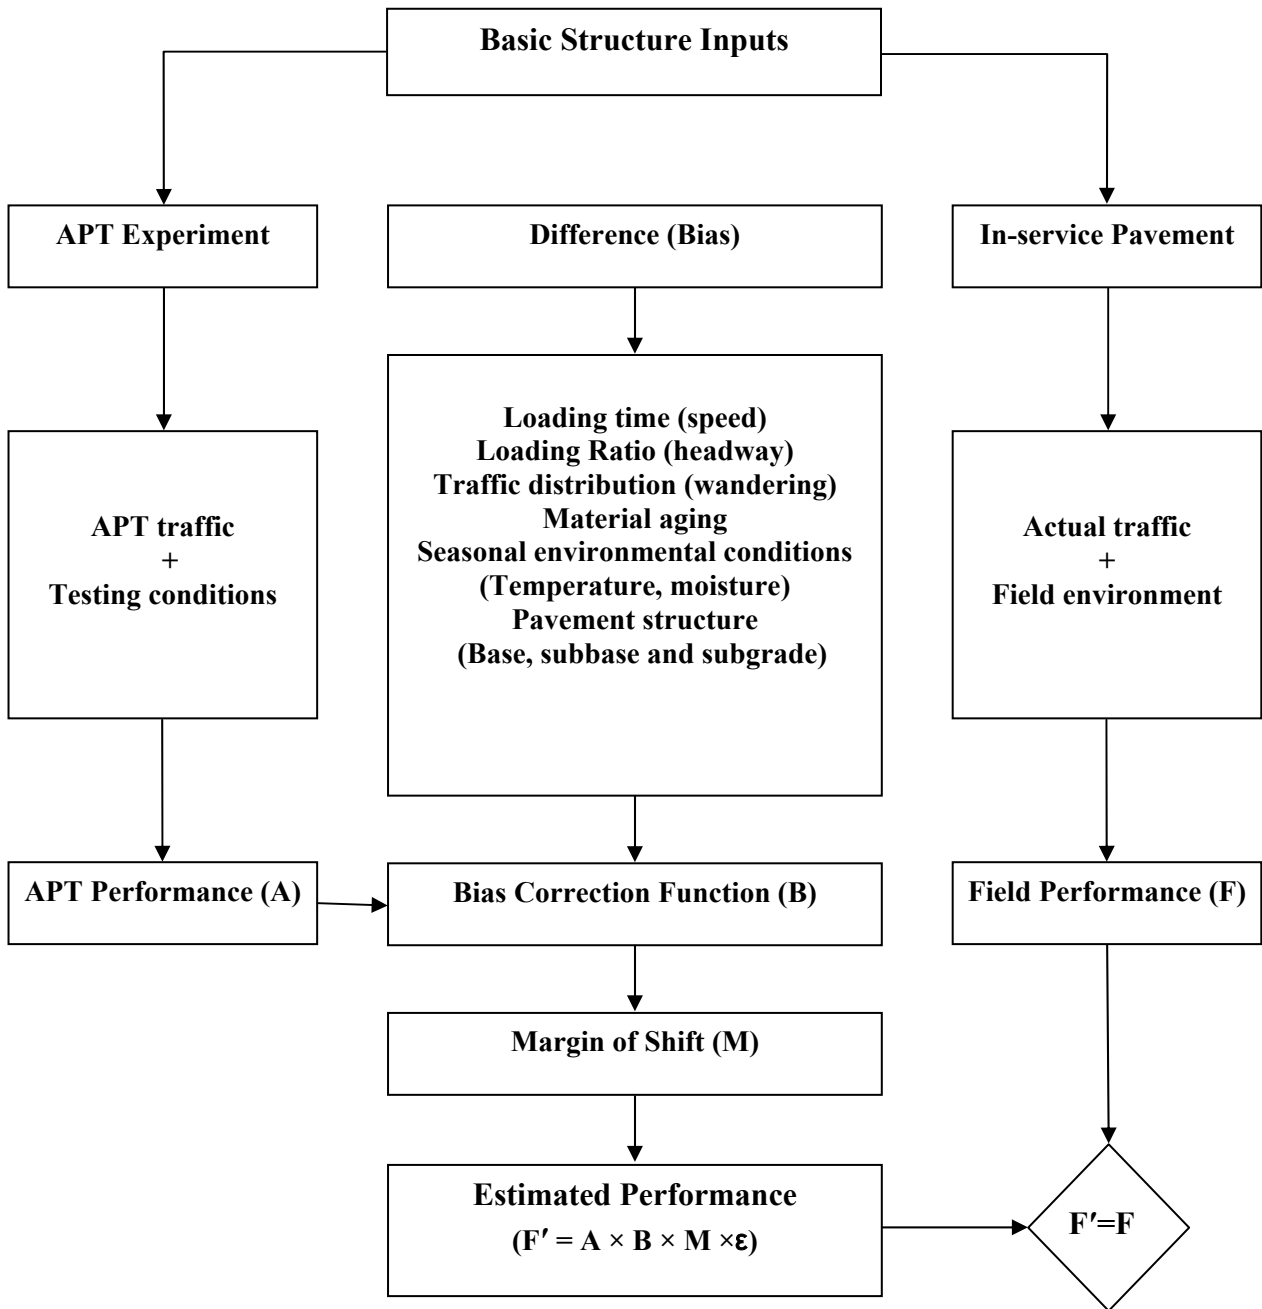 Basic Structure Inputs
APT Experiment
Difference (Bias)
In-service Pavement
Loading time (speed)
Loading Ratio (headway)
Traffic distribution (wandering)
Material aging
Seasonal environmental conditions
(Temperature, moisture)
Pavement structure
(Base, subbase and subgrade)
APT traffic
+
Testing conditions
Actual traffic
+
Field environment
APT Performance (A)
Bias Correction Function (B)
Field Performance (F)
Margin of Shift (M)
Estimated Performance
(F′ = A × B × M ×ε)
F′=F